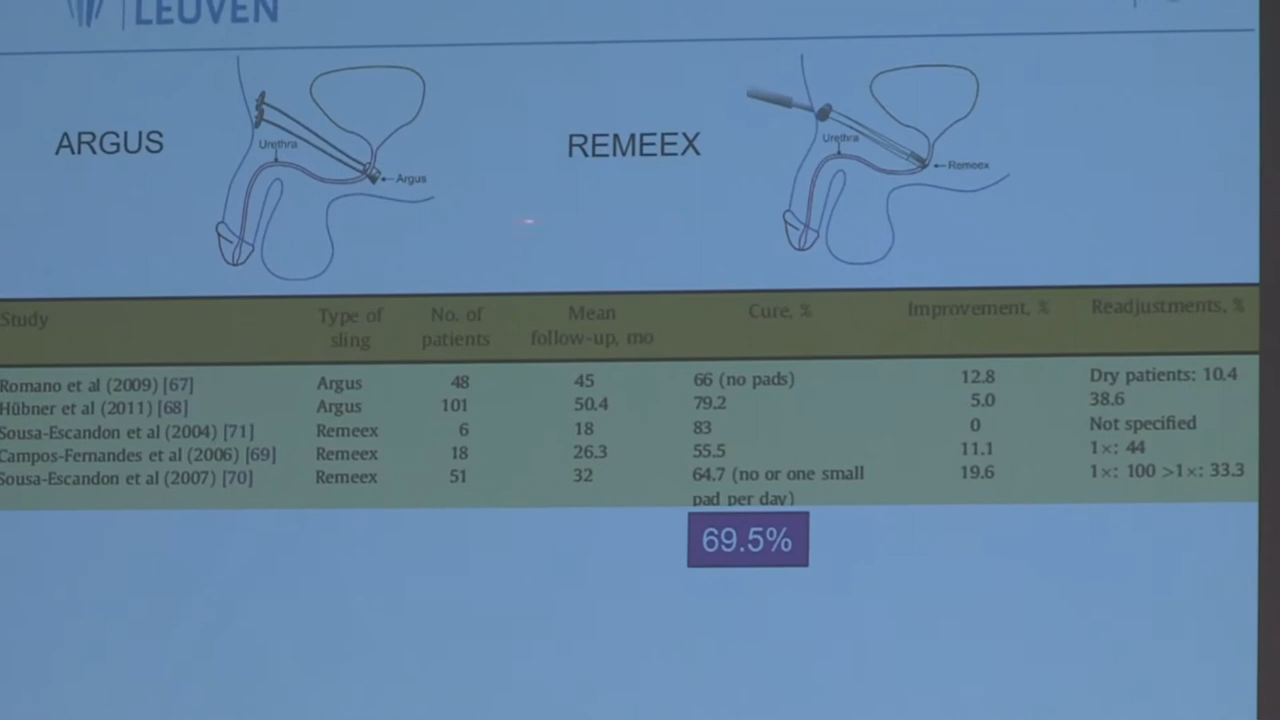 LEUVEN
ARGUS
Urethra
Argus
REMEEX
Urethra
Remeex
Study Type of sling No. of patients Mean follow-up, mo Cure, % Improvement, % Readjustments, %
Romano et al (2009) [67] Argus 48 45 66 (no pads) 12.8 Dry patients: 10.4
Hübner et al (2011) [68] Argus 101 50.4 79.2 5.0 38.6
Sousa-Escandon et al (2004) [71] Remeex 6 18 83 0 Not specified
Campos-Fernandes et al (2006) [69] Remeex 18 26.3 55.5 11.1 1×: 44
Sousa-Escandon et al (2007) [70] Remeex 51 32 64.7 (no or one small pad per day) 19.6 1×: 100 >1×: 33.3
69.5%